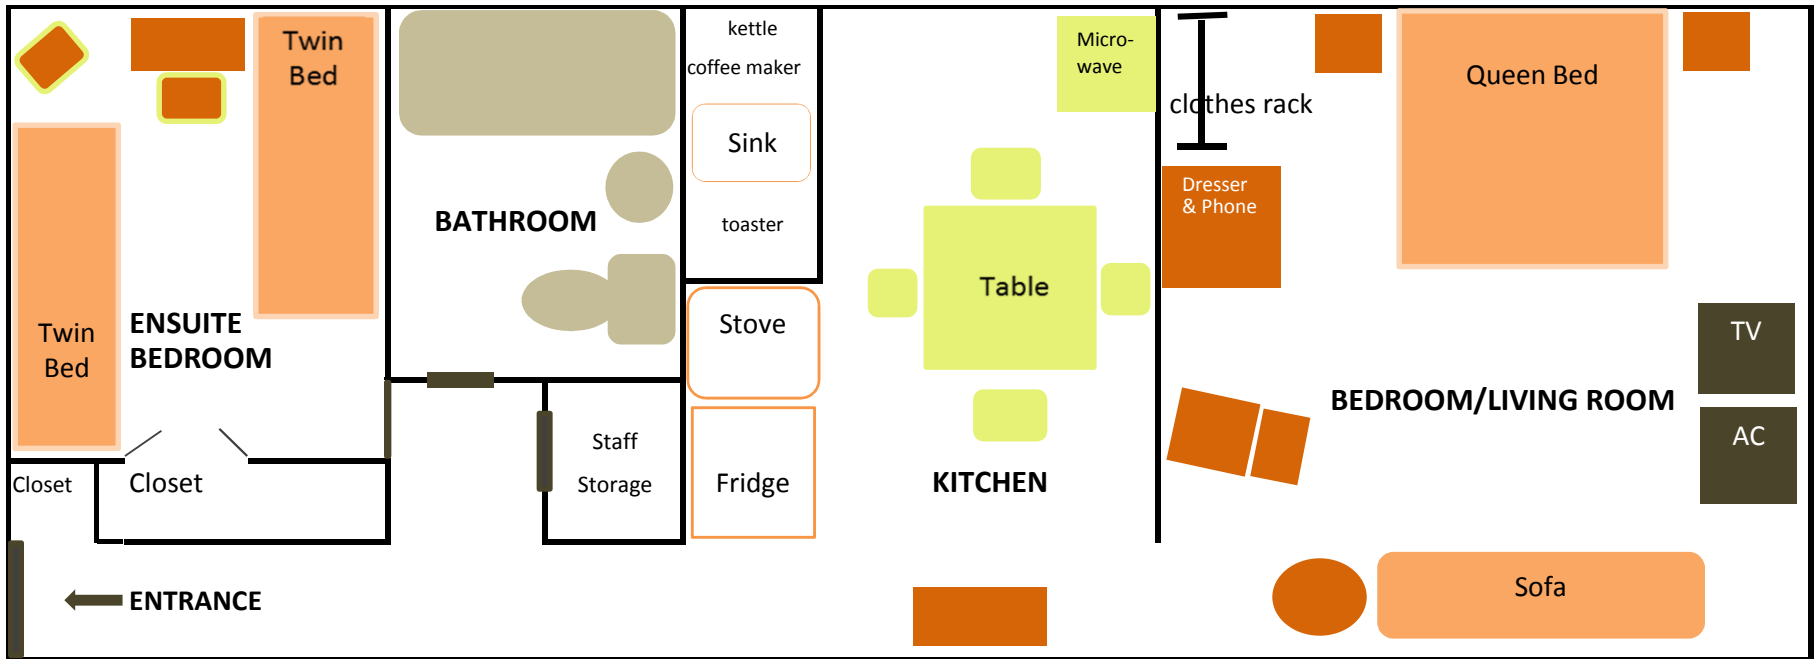 Twin
Bed
Twin
Bed
ENSUITE
BEDROOM
Closet
Closet
ENTRANCE
BATHROOM
Staff
Storage
kettle
coffee maker
Sink
toaster
Stove
Fridge
Micro-
wave
Table
KITCHEN
clothes rack
Dresser
& Phone
Queen Bed
TV
AC
BEDROOM/LIVING ROOM
Sofa